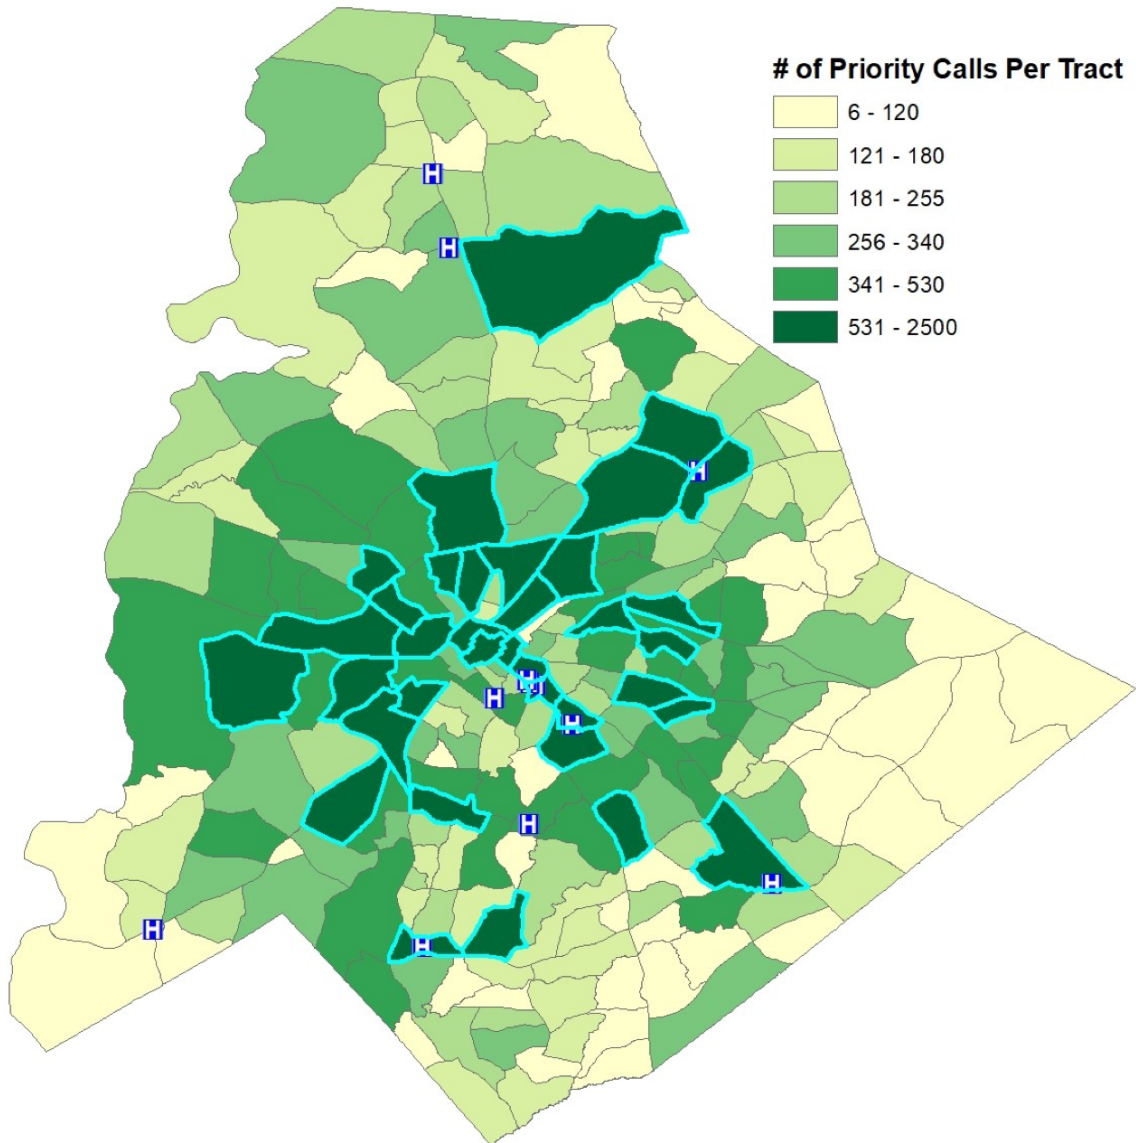 # of Priority Calls Per Tract
6 - 120
121 - 180
181 - 255
256 - 340
341 - 530
531 - 2500
H
H
H
H
H
H
H
H
H
H
H